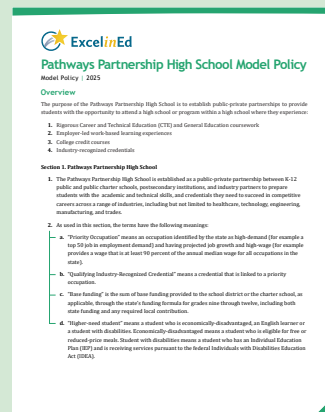 ExcelinEd
Pathways Partnership High School Model Policy
Model Policy | 2025
Overview
The purpose of the Pathways Partnership High School is to establish public-private partnerships to provide
students with the opportunity to attend a high school or program within a high school where they experience:
1. Rigorous Career and Technical Education (CTE) and General Education coursework
2. Employer-led work-based learning experiences
3. College credit courses
4. Industry-recognized credentials
Section 1. Pathways Partnership High School
1. The Pathways Partnership High School is established as a public-private partnership between K-12
public and public charter schools, postsecondary institutions, and industry partners to prepare
students with the academic and technical skills, and credentials they need to succeed in competitive
careers across a range of industries, including but not limited to healthcare, technology, engineering,
manufacturing, and trades.
2. As used in this section, the terms have the following meanings:
a. "Priority Occupation" means an occupation identified by the state as high-demand (for example a
top 50 job in employment demand) and having projected job growth and high-wage (for example
provides a wage that is at least 90 percent of the annual median wage for all occupations in the
state).
b. "Qualifying Industry-Recognized Credential" means a credential that is linked to a priority
occupation.
c. "Base funding" is the sum of base funding provided to the school district or the charter school, as
applicable, through the state's funding formula for grades nine through twelve, including both
state funding and any required local contribution.
d. "Higher-need student" means a student who is economically-disadvantaged, an English learner or
a student with disabilities. Economically-disadvantaged means a student who is eligible for free or
reduced-price meals. Student with disabilities means a student who has an Individual Education
Plan (IEP) and is receiving services pursuant to the federal Individuals with Disabilities Education
Act (IDEA).